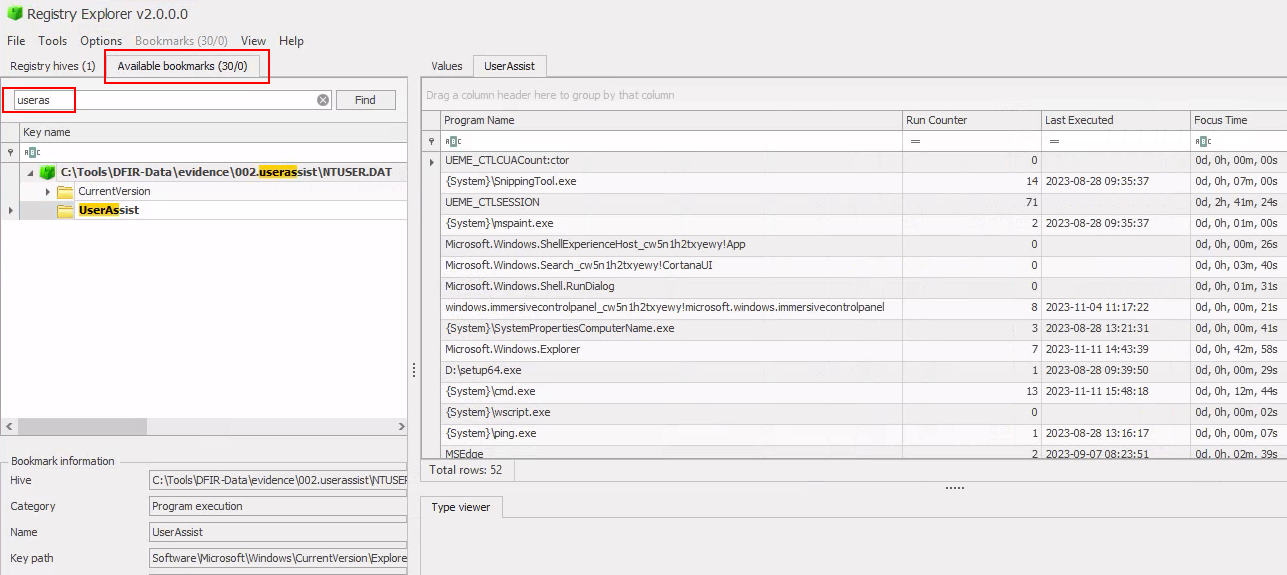 Registry Explorer v2.0.0.0
File Tools Options Bookmarks (30/0) View Help
Registry hives (1) Available bookmarks (30/0)
useras Find
Key name
C:\Tools\DFIR-Data\evidence\002.userassist\NTUSER.DAT
CurrentVersion
UserAssist
Bookmark information
Hive C:\Tools\DFIR-Data\evidence\002.userassist\NTUSER
Category Program execution
Name UserAssist
Key path Software\Microsoft\Windows\CurrentVersion\Explore
Values UserAssist
Drag a column header here to group by that column
Program Name Run Counter Last Executed Focus Time
UEME_CTLCUACount:ctor 0 0d, 0h, 00m, 00s
{System}\SnippingTool.exe 14 2023-08-28 09:35:37 0d, 0h, 07m, 00s
UEME_CTLSESSION 71 0d, 2h, 41m, 24s
{System}\mspaint.exe 2 2023-08-28 09:35:37 0d, 0h, 01m, 00s
Microsoft.Windows.ShellExperienceHost_cw5n1h2txyewy!App 0 0d, 0h, 00m, 26s
Microsoft.Windows.Search_cw5n1h2txyewy!CortanaUI 0 0d, 0h, 03m, 40s
Microsoft.Windows.Shell.RunDialog 0 0d, 0h, 01m, 31s
windows.immersivecontrolpanel_cw5n1h2txyewy!microsoft.windows.immersivecontrolpanel 8 2023-11-04 11:17:22 0d, 0h, 00m, 21s
{System}\SystemPropertiesComputerName.exe 3 2023-08-28 13:21:31 0d, 0h, 00m, 41s
Microsoft.Windows.Explorer 7 2023-11-11 14:43:39 0d, 0h, 42m, 58s
D:\setup64.exe 1 2023-08-28 09:39:50 0d, 0h, 00m, 29s
{System}\cmd.exe 13 2023-11-11 15:48:18 0d, 0h, 12m, 44s
{System}\wscript.exe 0 0d, 0h, 00m, 02s
{System}\ping.exe 1 2023-08-28 13:16:17 0d, 0h, 00m, 07s
MSEdge 2 2023-09-07 08:23:51 0d, 0h, 02m, 39s
Total rows: 52
Type viewer